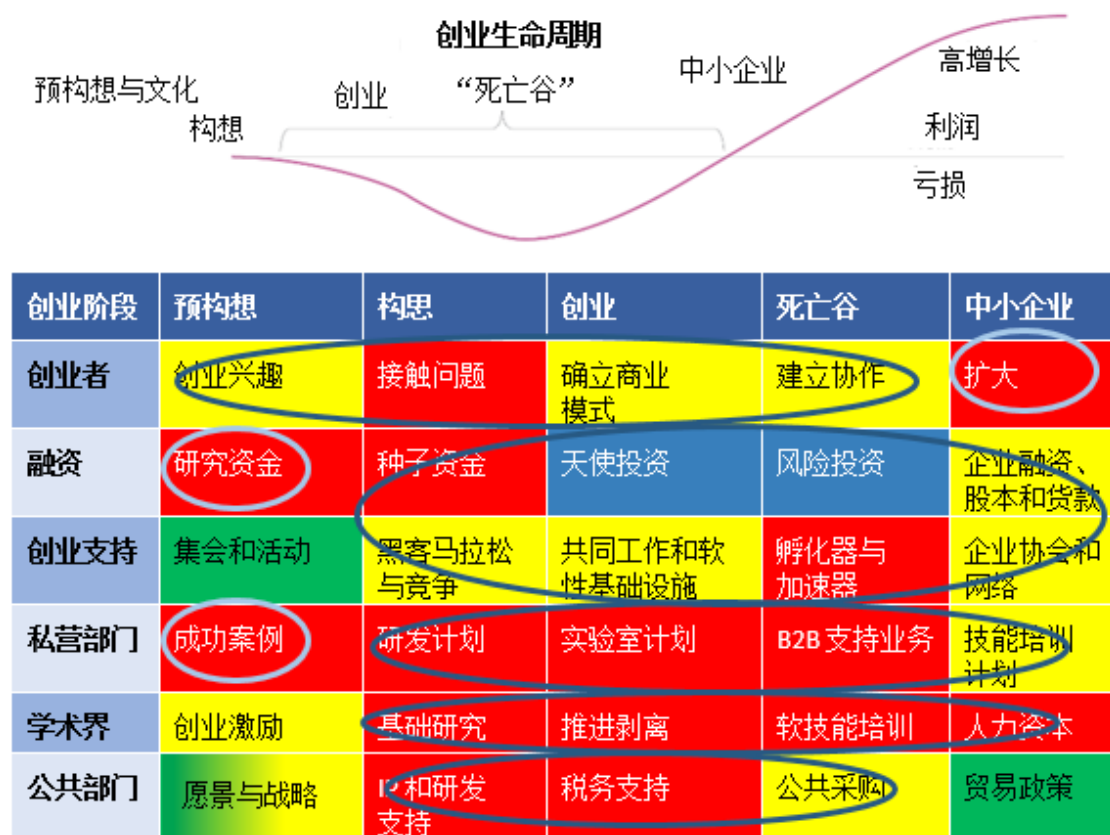 创业生命周期
预构想与文化
构想
创业
“死亡谷”
中小企业
高增长
利润
亏损
创业阶段 预构想 构思 创业 死亡谷 中小企业
创业者 创业兴趣 接触问题 确立商业 建立协作 扩大
模式
融资 研究资金 种子资金 天使投资 风险投资 企业融资、
股本和货款
创业支持 集会和活动 黑客马拉松 共同工作和软 孵化器与 企业协会和
与竞争 性基础设施 加速器 网络
私营部门 成功案例 研发计划 实验室计划 B2B 支持业务 技能培训
计划
学术界 创业激励 基础研究 推进剥离 软技能培训 人力资本
公共部门 愿景与战略 IP 和研发 税务支持 公共采购 贸易政策
支持